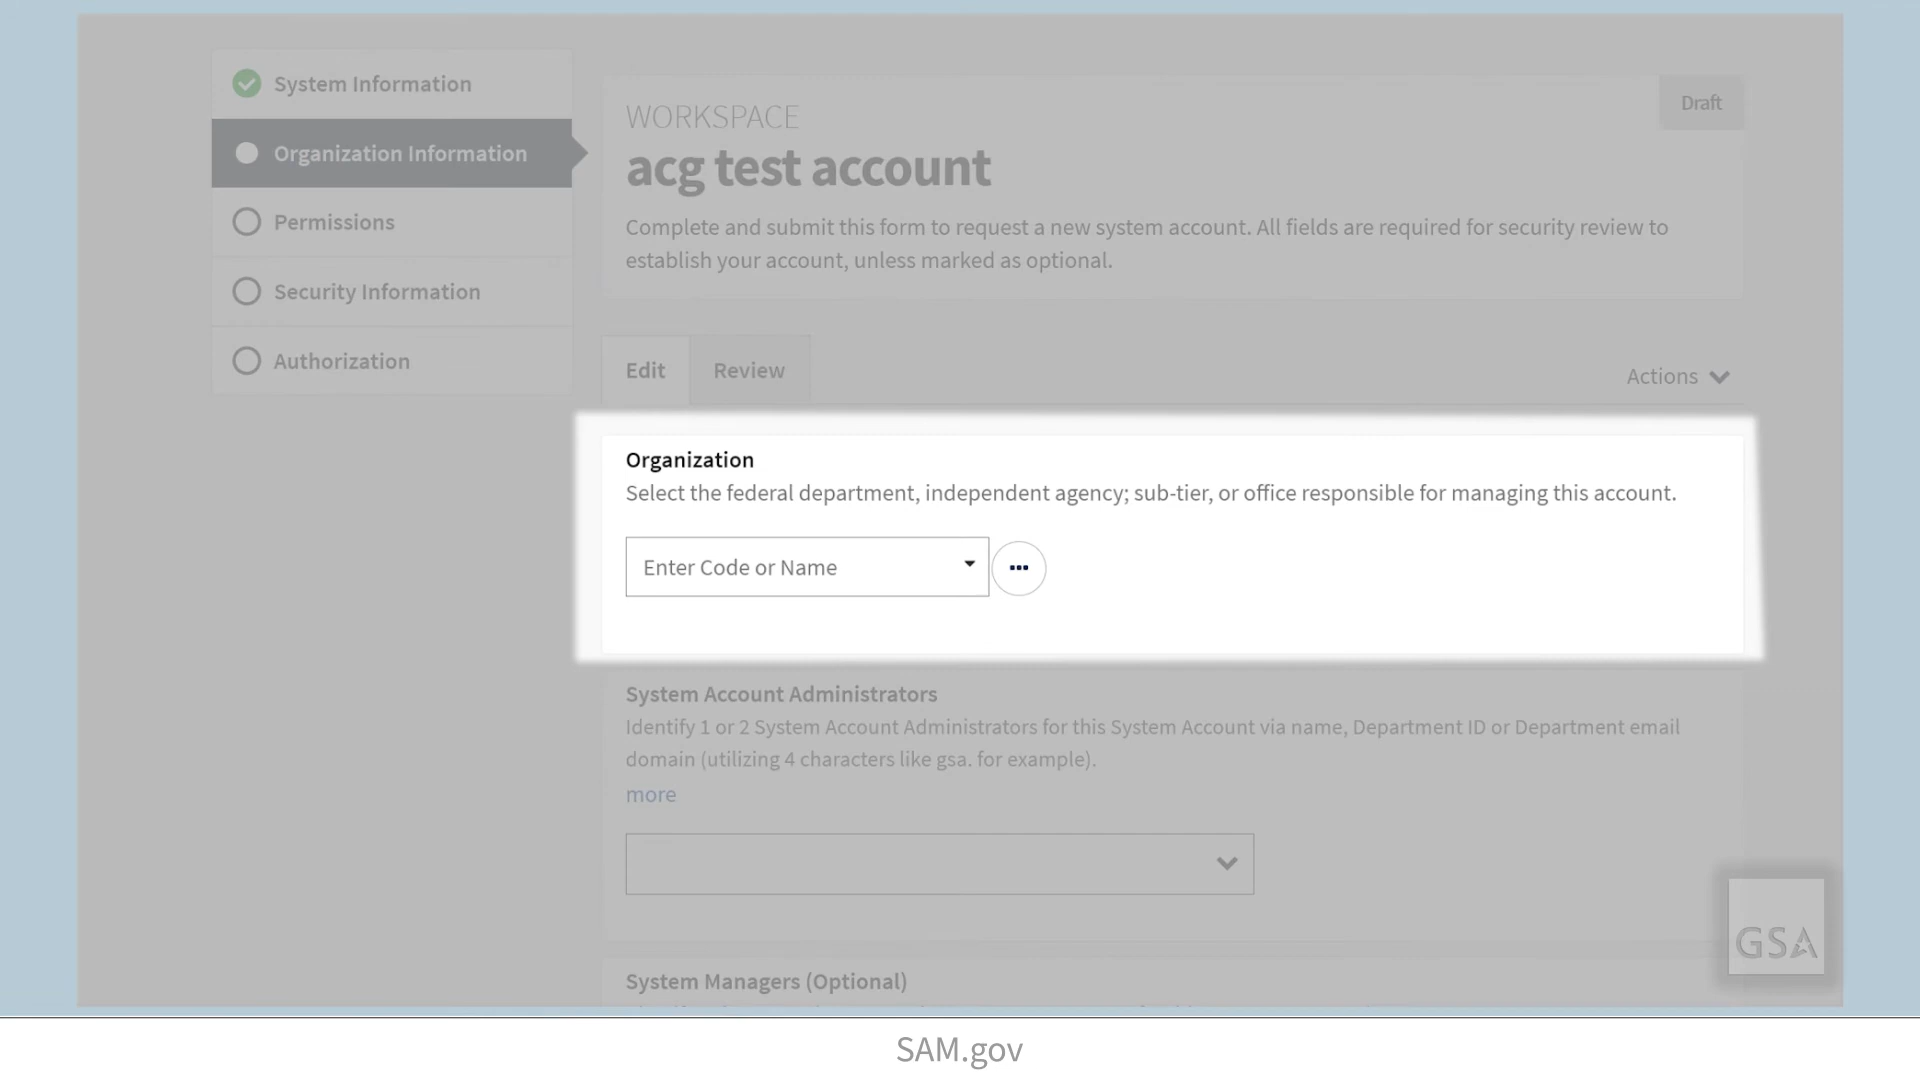 System Information
Organization Information
Permissions
Security Information
Authorization
WORKSPACE
Draft
acg test account
Complete and submit this form to request a new system account. All fields are required for security review to
establish your account, unless marked as optional.
Edit
Review
Actions
Organization
Select the federal department, independent agency; sub-tier, or office responsible for managing this account.
Enter Code or Name
System Account Administrators
Identify 1 or 2 System Account Administrators for this System Account via name, Department ID or Department email
domain (utilizing 4 characters like gsa. for example).
more
GSA
System Managers (Optional)
SAM.gov